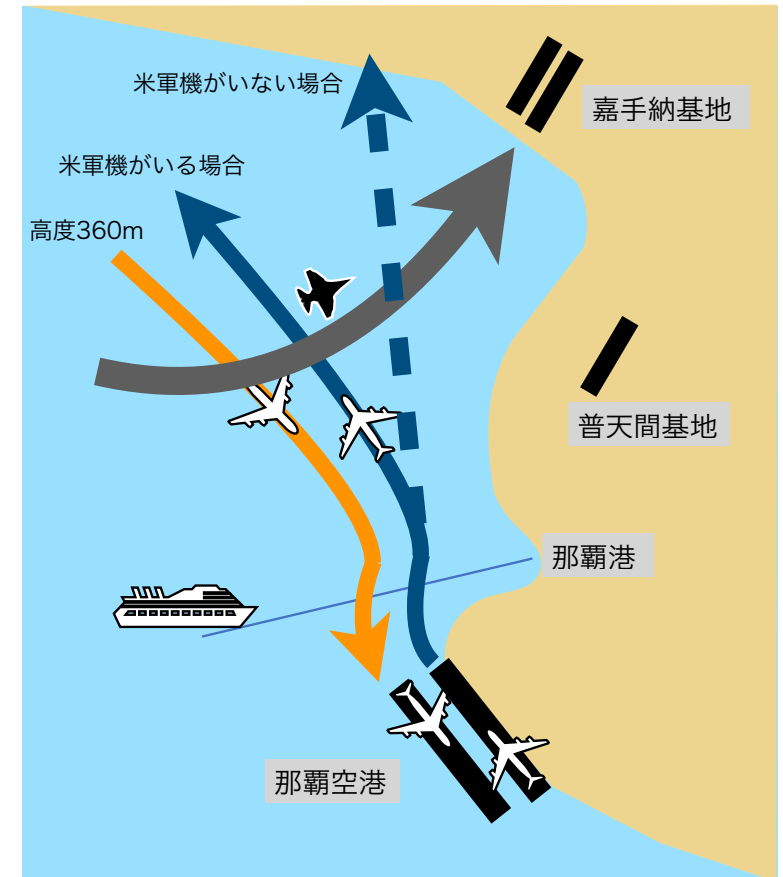 米軍機がいない場合
嘉手納基地
米軍機がいる場合
高度360m
普天間基地
那覇港
那覇空港